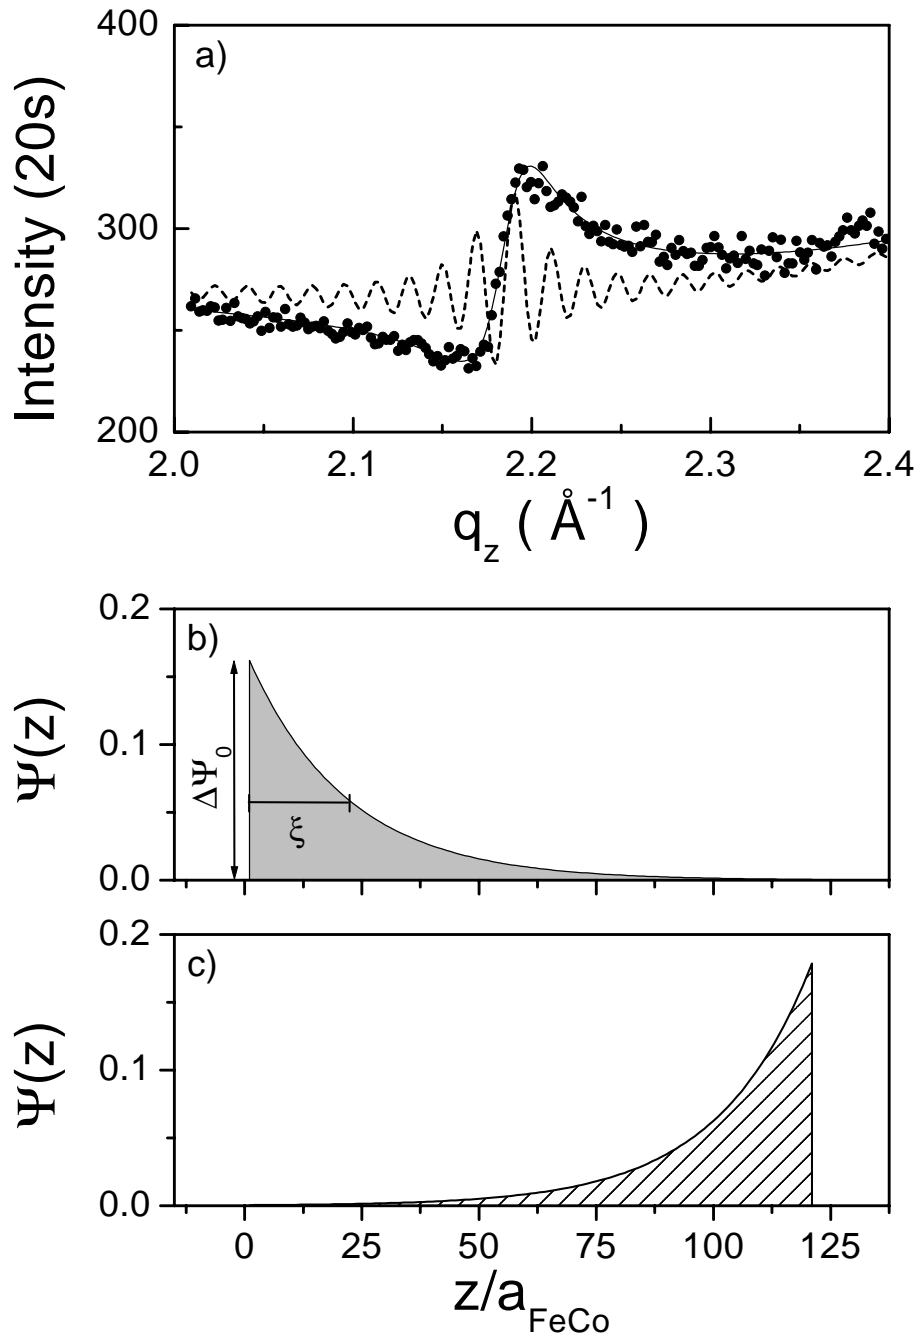 a)
Intensity (20s)
400
300
200
2.0 2.1 2.2 2.3 2.4
q_z ( Å^-1 )
b)
Ψ(z)
0.2
0.1
0.0
ΔΨ_0
ξ
c)
Ψ(z)
0.2
0.1
0.0
0 25 50 75 100 125
z/a_FeCo